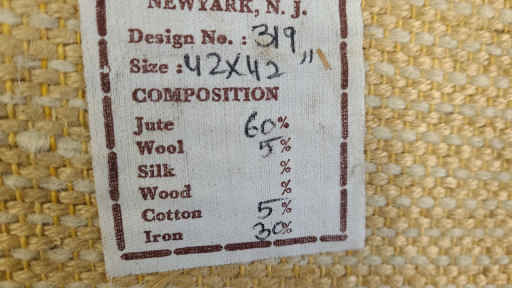 NEWYARK, N. J.
Design No. : 319
Size : 42X42 "
COMPOSITION
Jute 60%
Wool 5%
Silk %
Wood %
Cotton 5%
Iron 30%